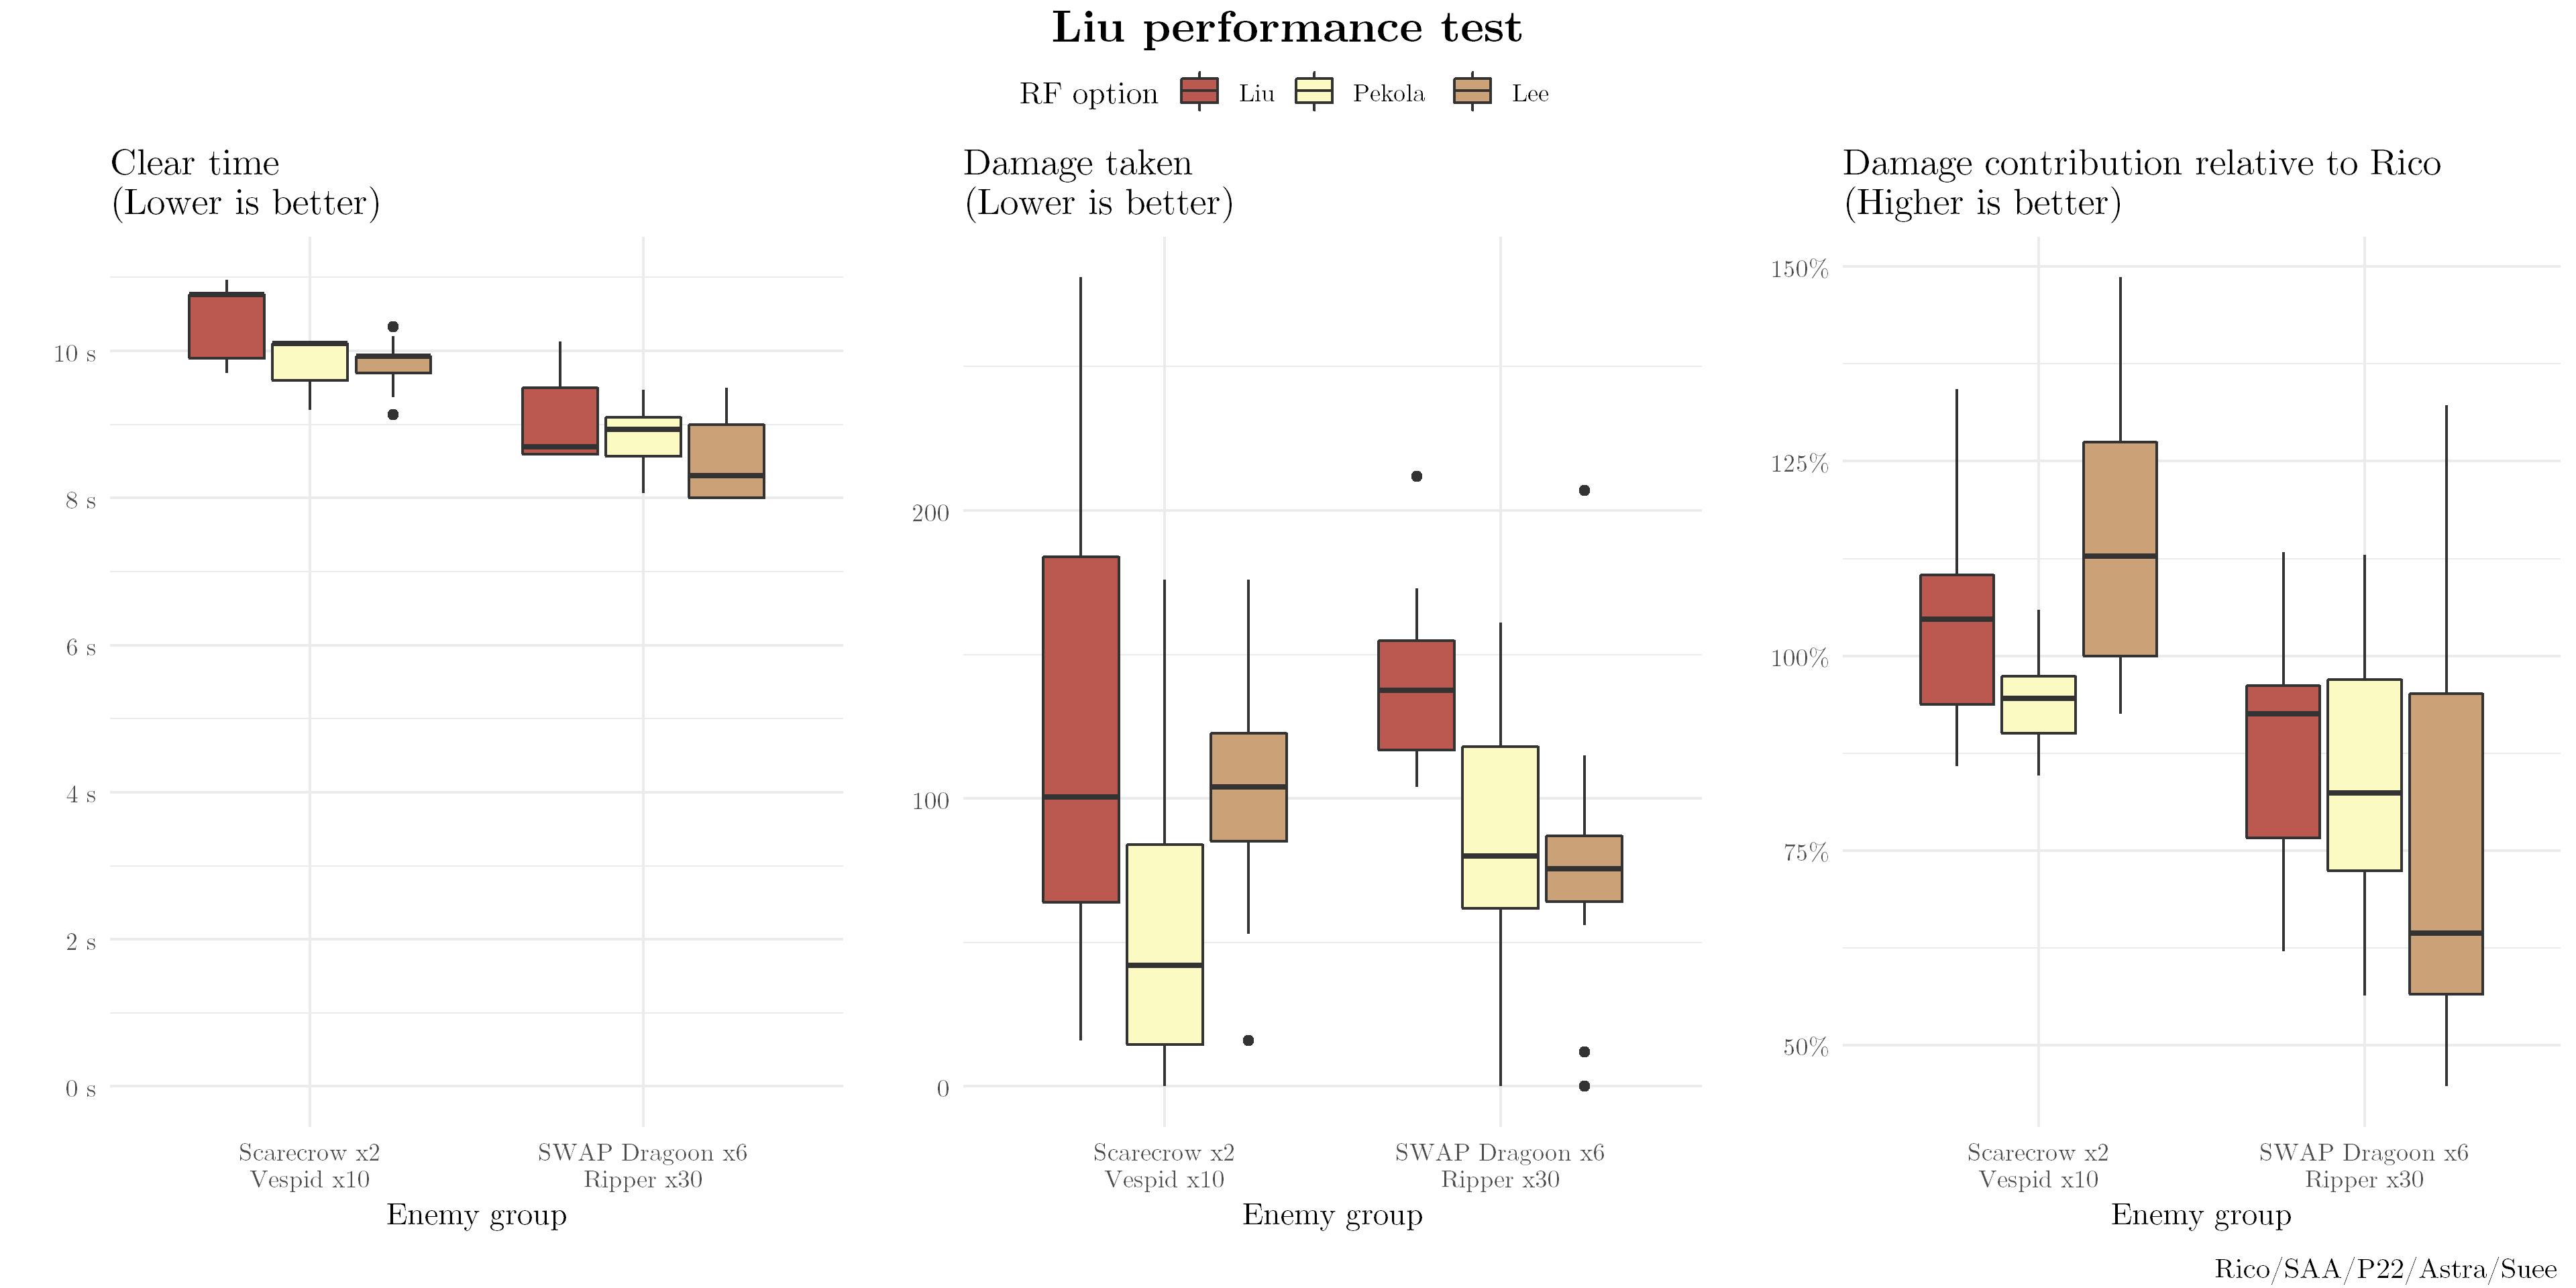 Liu performance test
RF option Liu Pekola Lee
Clear time
(Lower is better)
10 s
8 s
6 s
4 s
2 s
0 s
Scarecrow x2
Vespid x10
SWAP Dragoon x6
Ripper x30
Enemy group
Damage taken
(Lower is better)
200
100
0
Scarecrow x2
Vespid x10
SWAP Dragoon x6
Ripper x30
Enemy group
Damage contribution relative to Rico
(Higher is better)
150%
125%
100%
75%
50%
Scarecrow x2
Vespid x10
SWAP Dragoon x6
Ripper x30
Enemy group
Rico/SAA/P22/Astra/Suee